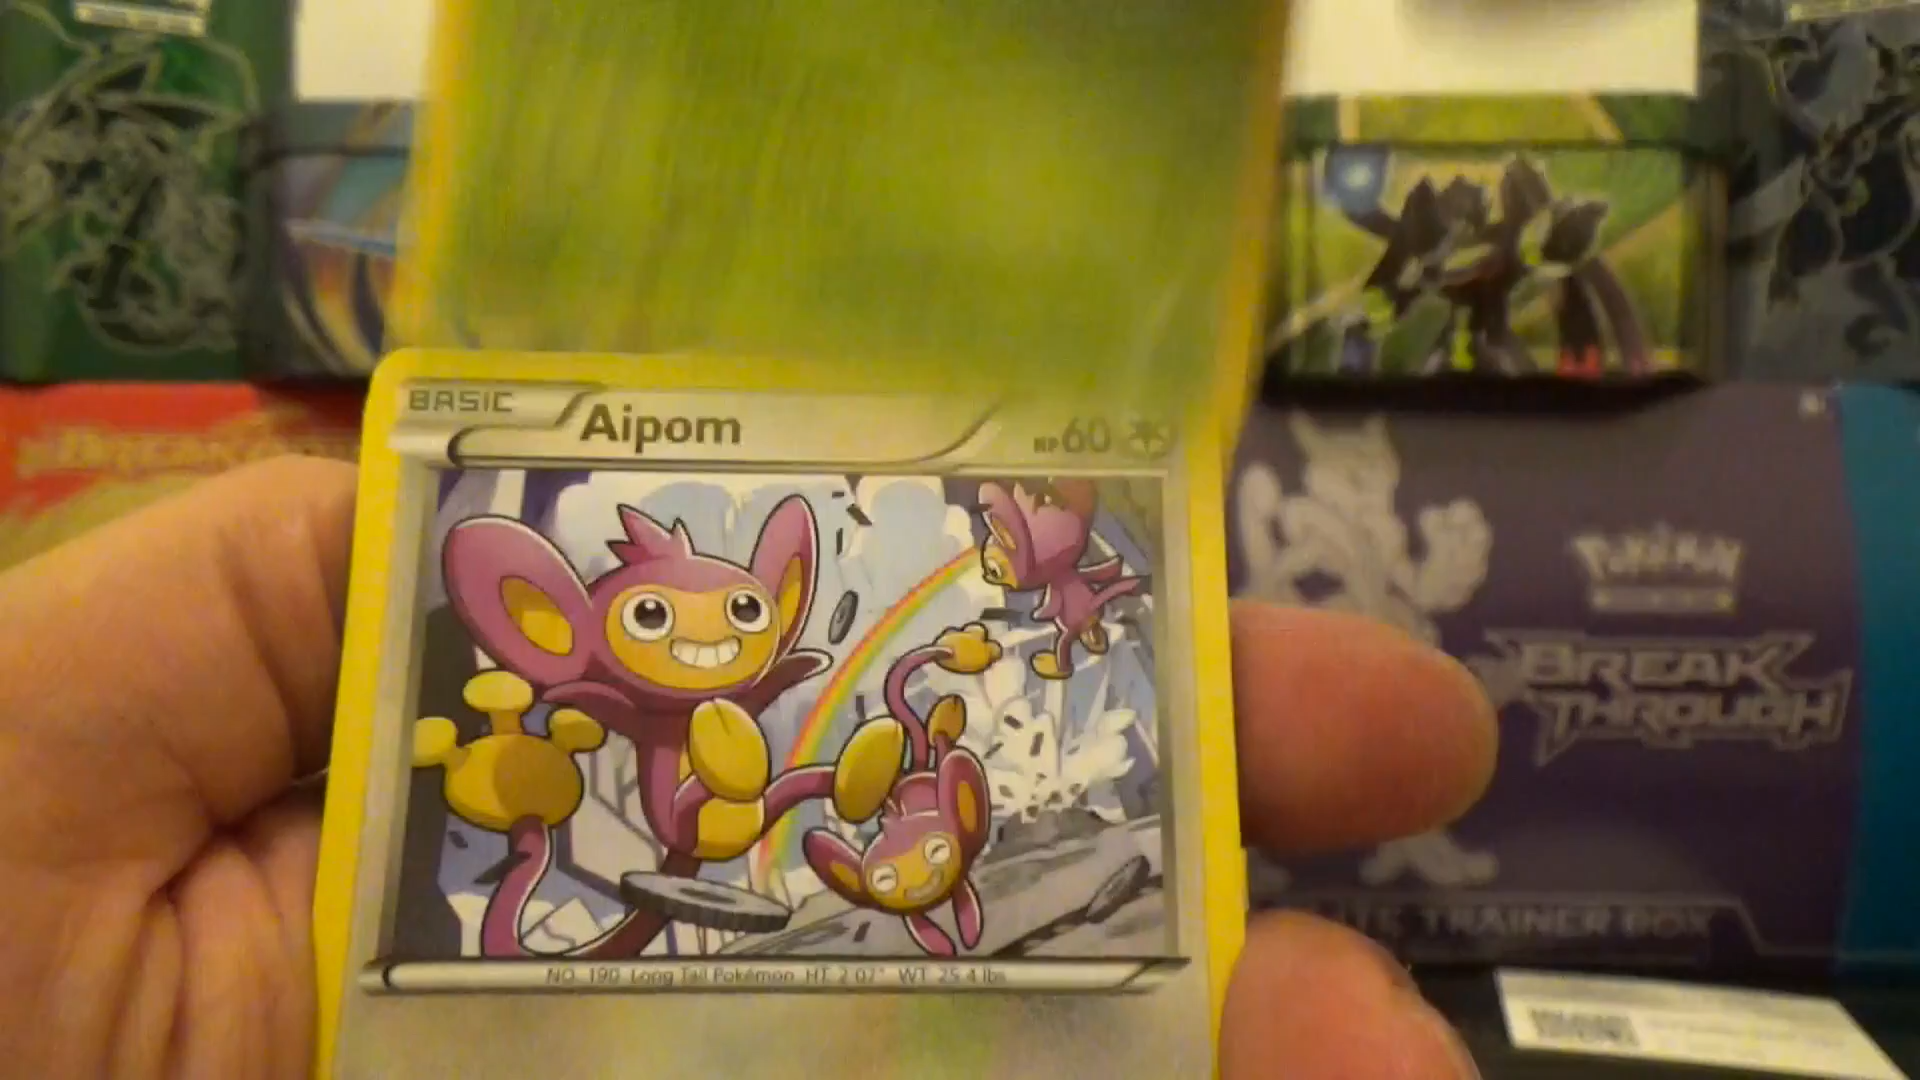 BASIC
Aipom
HP60
NO. 190 Long Tail Pokémon HT: 2'07" WT: 25.4 lbs.
BREAK
POKÉMON
BREAK
THROUGH
TRAINER BOX